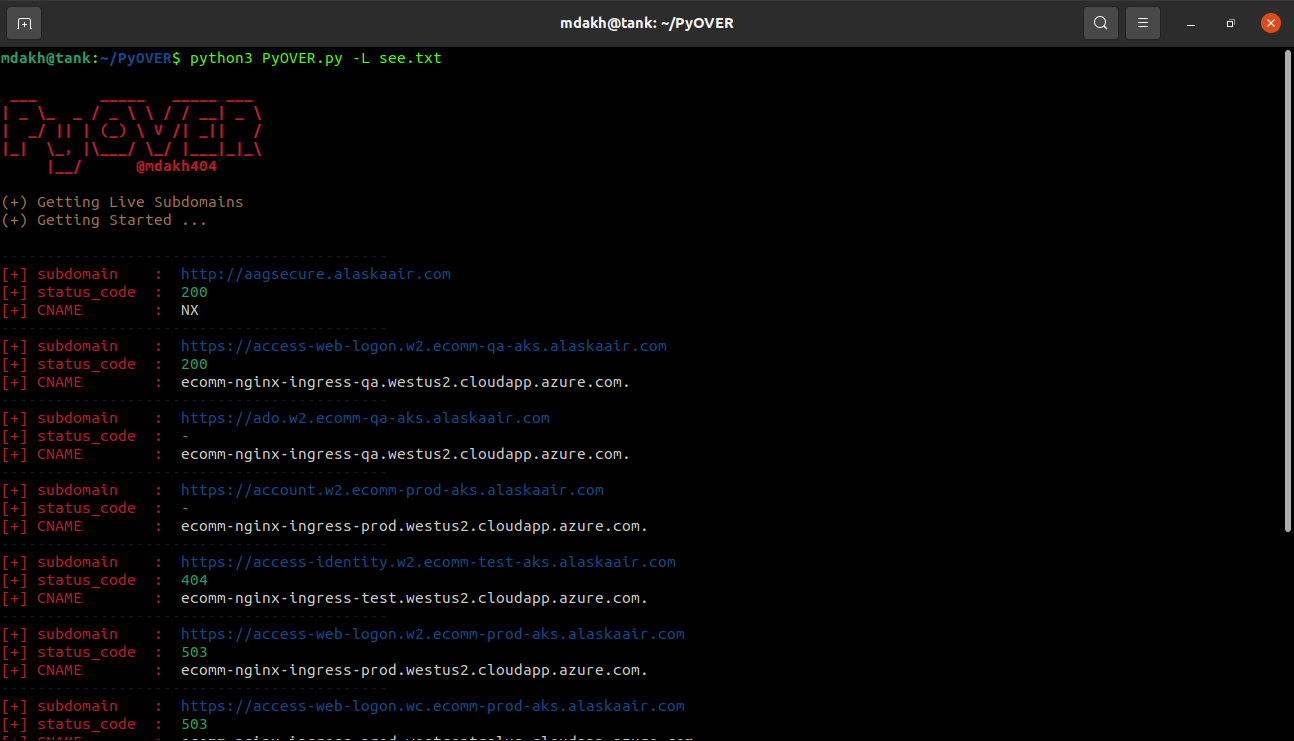 mdakh@tank: ~/PyOVER
mdakh@tank:~/PyOVER$ python3 PyOVER.py -L see.txt
PyOVER
@mdakh404
(+) Getting Live Subdomains
(+) Getting Started ...
-------------------------------------------
[+] subdomain : http://aagsecure.alaskaair.com
[+] status_code : 200
[+] CNAME : NX
-------------------------------------------
[+] subdomain : https://access-web-logon.w2.ecomm-qa-aks.alaskaair.com
[+] status_code : 200
[+] CNAME : ecomm-nginx-ingress-qa.westus2.cloudapp.azure.com.
-------------------------------------------
[+] subdomain : https://ado.w2.ecomm-qa-aks.alaskaair.com
[+] status_code : -
[+] CNAME : ecomm-nginx-ingress-qa.westus2.cloudapp.azure.com.
-------------------------------------------
[+] subdomain : https://account.w2.ecomm-prod-aks.alaskaair.com
[+] status_code : -
[+] CNAME : ecomm-nginx-ingress-prod.westus2.cloudapp.azure.com.
-------------------------------------------
[+] subdomain : https://access-identity.w2.ecomm-test-aks.alaskaair.com
[+] status_code : 404
[+] CNAME : ecomm-nginx-ingress-test.westus2.cloudapp.azure.com.
-------------------------------------------
[+] subdomain : https://access-web-logon.w2.ecomm-prod-aks.alaskaair.com
[+] status_code : 503
[+] CNAME : ecomm-nginx-ingress-prod.westus2.cloudapp.azure.com.
-------------------------------------------
[+] subdomain : https://access-web-logon.wc.ecomm-prod-aks.alaskaair.com
[+] status_code : 503